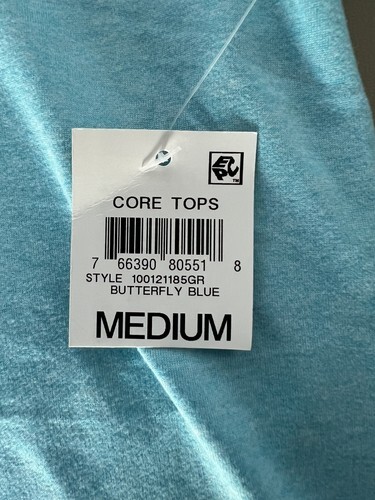 CORE TOPS
7 66390 80551 8
STYLE 100121185GR
BUTTERFLY BLUE
MEDIUM